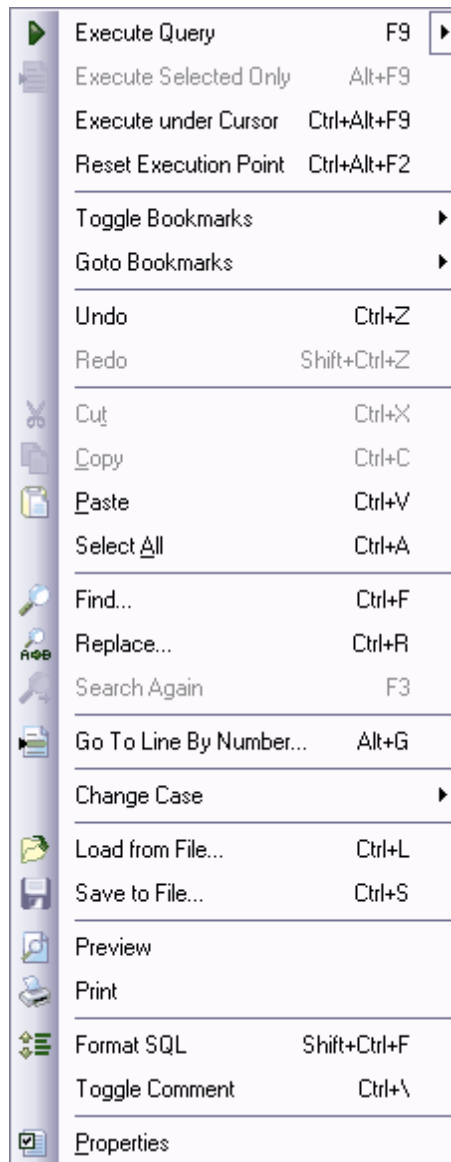 Execute Query F9
Execute Selected Only Alt+F9
Execute under Cursor Ctrl+Alt+F9
Reset Execution Point Ctrl+Alt+F2
Toggle Bookmarks
Goto Bookmarks
Undo Ctrl+Z
Redo Shift+Ctrl+Z
Cut Ctrl+X
Copy Ctrl+C
Paste Ctrl+V
Select All Ctrl+A
Find... Ctrl+F
Replace... Ctrl+R
Search Again F3
Go To Line By Number... Alt+G
Change Case
Load from File... Ctrl+L
Save to File... Ctrl+S
Preview
Print
Format SQL Shift+Ctrl+F
Toggle Comment Ctrl+\
Properties